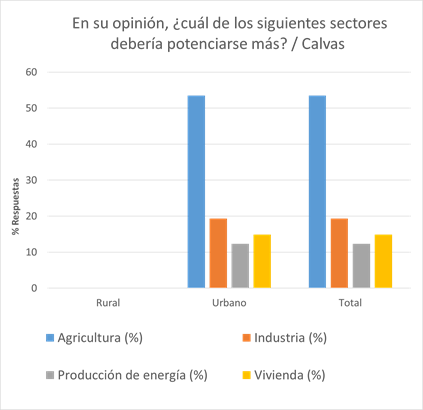 En su opinión, ¿cuál de los siguientes sectores
debería potenciarse más? / Calvas
60
50
40
30
20
10
0
% Respuestas
Rural Urbano Total
Agricultura (%) Industria (%)
Producción de energía (%) Vivienda (%)